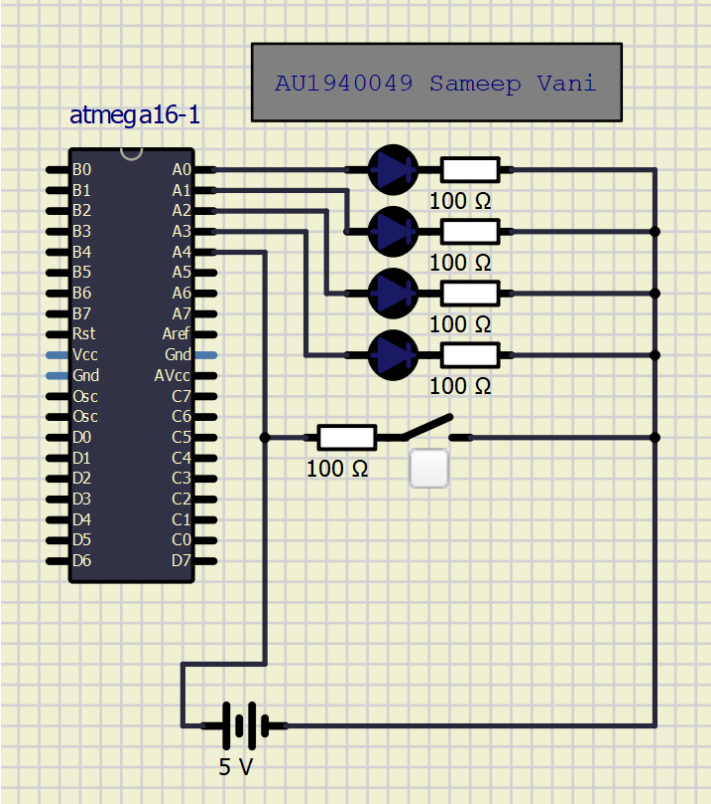 AU1940049 Sameep Vani
atmega16-1
B0 A0
B1 A1
B2 A2
B3 A3
B4 A4
B5 A5
B6 A6
B7 A7
Rst Aref
Vcc Gnd
Gnd AVcc
Osc C7
Osc C6
D0 C5
D1 C4
D2 C3
D3 C2
D4 C1
D5 C0
D6 D7
100 Ω
100 Ω
100 Ω
100 Ω
100 Ω
5 V